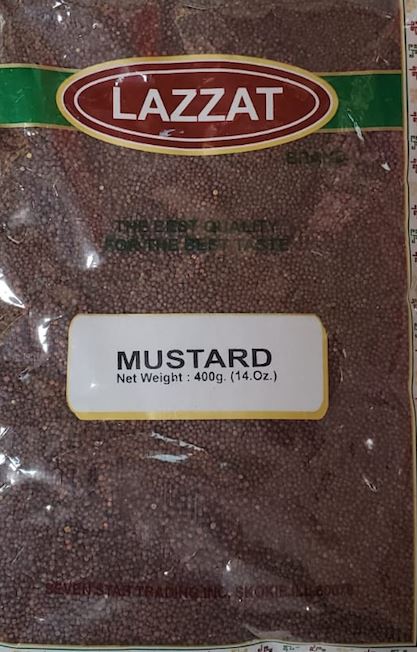 LAZZAT
BRAND
THE BEST QUALITY
FOR THE BEST TASTE
MUSTARD
Net Weight : 400g. (14.Oz.)
SEVEN STAR TRADING INC. SKOKIE.ILL